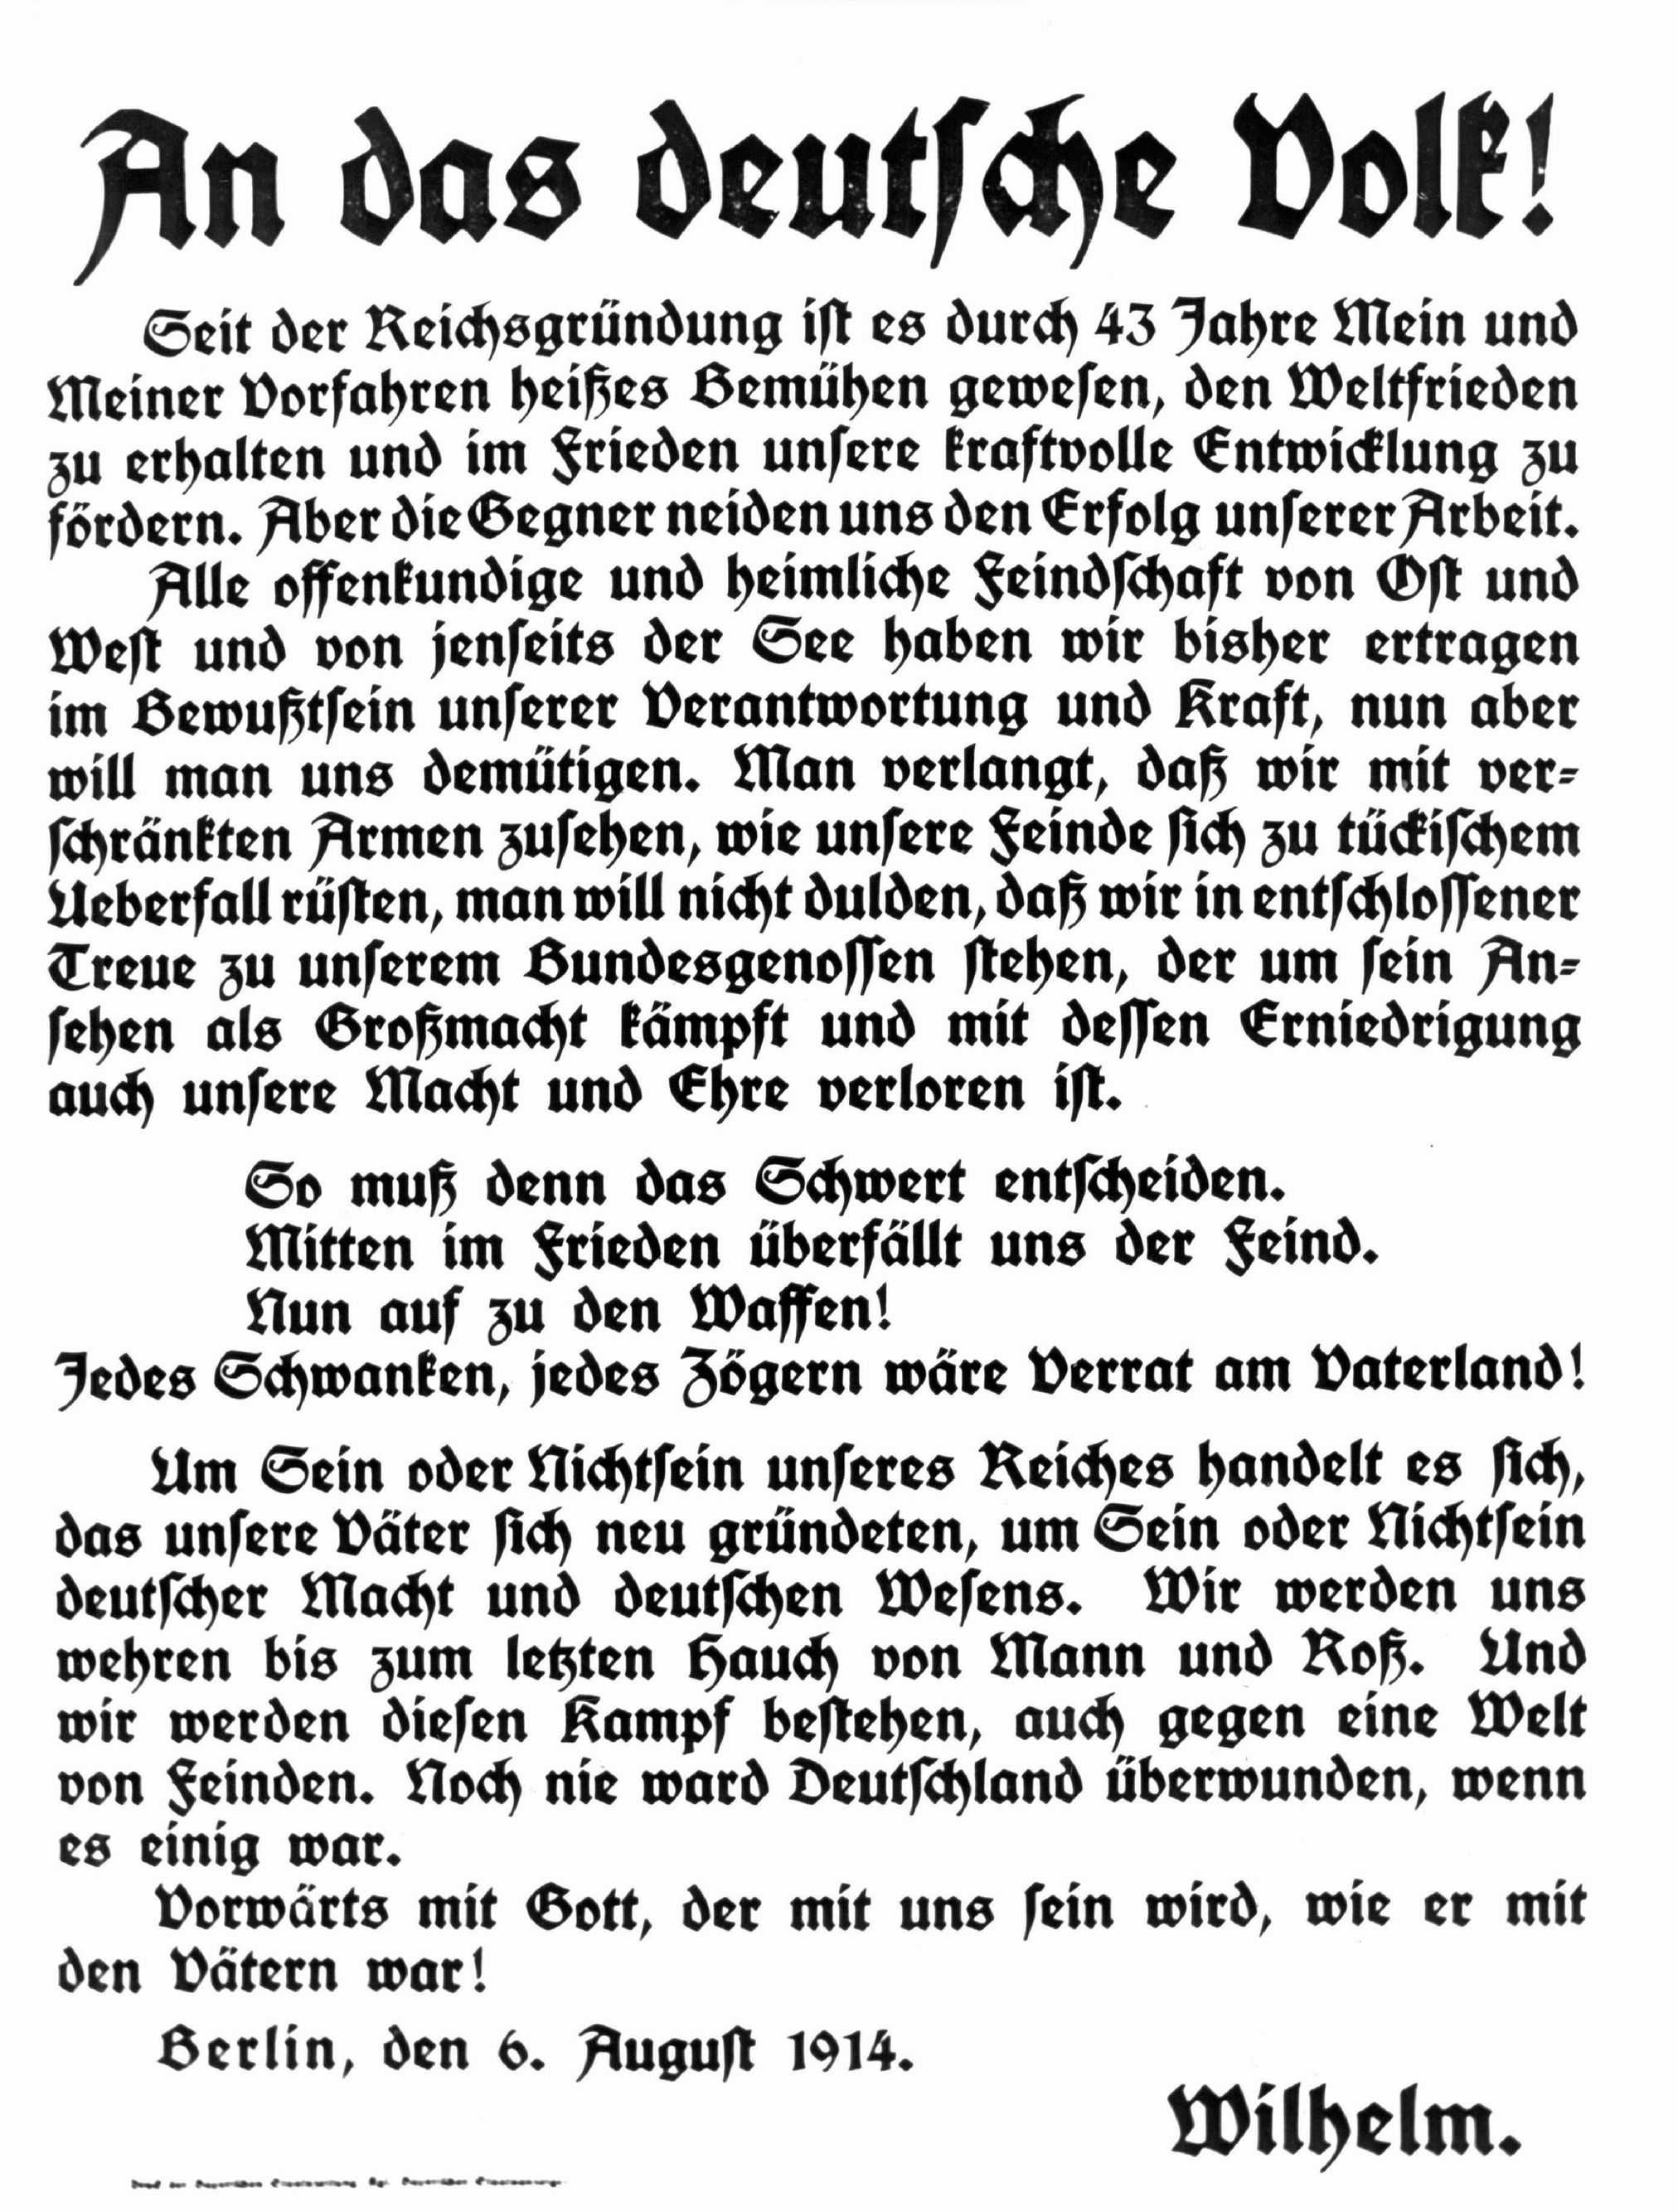 An das deutsche Volk!
Seit der Reichsgründung ist es durch 43 Jahre Mein und
Meiner Vorfahren heißes Bemühen gewesen, den Weltfrieden
zu erhalten und im Frieden unsere kraftvolle Entwicklung zu
fördern. Aber die Gegner neiden uns den Erfolg unserer Arbeit.
Alle offenkundige und heimliche Feindschaft von Ost und
West und von jenseits der See haben wir bisher ertragen
im Bewußtsein unserer Verantwortung und Kraft, nun aber
will man uns demütigen. Man verlangt, daß wir mit ver-
schränkten Armen zusehen, wie unsere Feinde sich zu tückischem
Ueberfall rüsten, man will nicht dulden, daß wir in entschlossener
Treue zu unserem Bundesgenossen stehen, der um sein An-
sehen als Großmacht kämpft und mit dessen Erniedrigung
auch unsere Macht und Ehre verloren ist.
So muß denn das Schwert entscheiden.
Mitten im Frieden überfällt uns der Feind.
Nun auf zu den Waffen!
Jedes Schwanken, jedes Zögern wäre Verrat am Vaterland!
Um Sein oder Nichtsein unseres Reiches handelt es sich,
das unsere Väter sich neu gründeten, um Sein oder Nichtsein
deutscher Macht und deutschen Wesens. Wir werden uns
wehren bis zum letzten Hauch von Mann und Roß. Und
wir werden diesen Kampf bestehen, auch gegen eine Welt
von Feinden. Noch nie ward Deutschland überwunden, wenn
es einig war.
Vorwärts mit Gott, der mit uns sein wird, wie er mit
den Vätern war!
Berlin, den 6. August 1914.
Wilhelm.